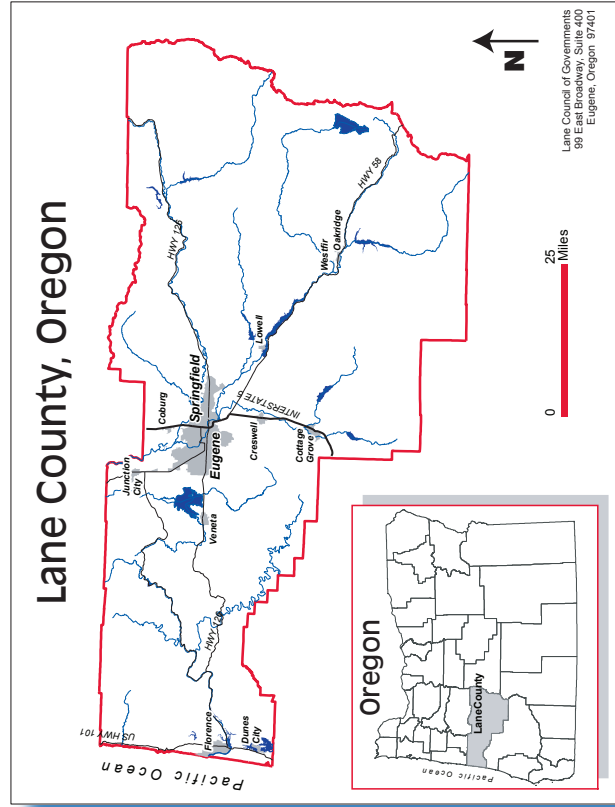 Lane County, Oregon
Pacific Ocean
US HWY 101
Florence
Dunes
City
HWY 126
Veneta
Junction
City
Coburg
Eugene
Springfield
HWY 126
Creswell
Cottage
Grove
INTERSTATE 5
Lowell
Westfir
Oakridge
HWY 58
N
0
25
Miles
Lane Council of Governments
99 East Broadway, Suite 400
Eugene, Oregon 97401
Oregon
Pacific Ocean
LaneCounty